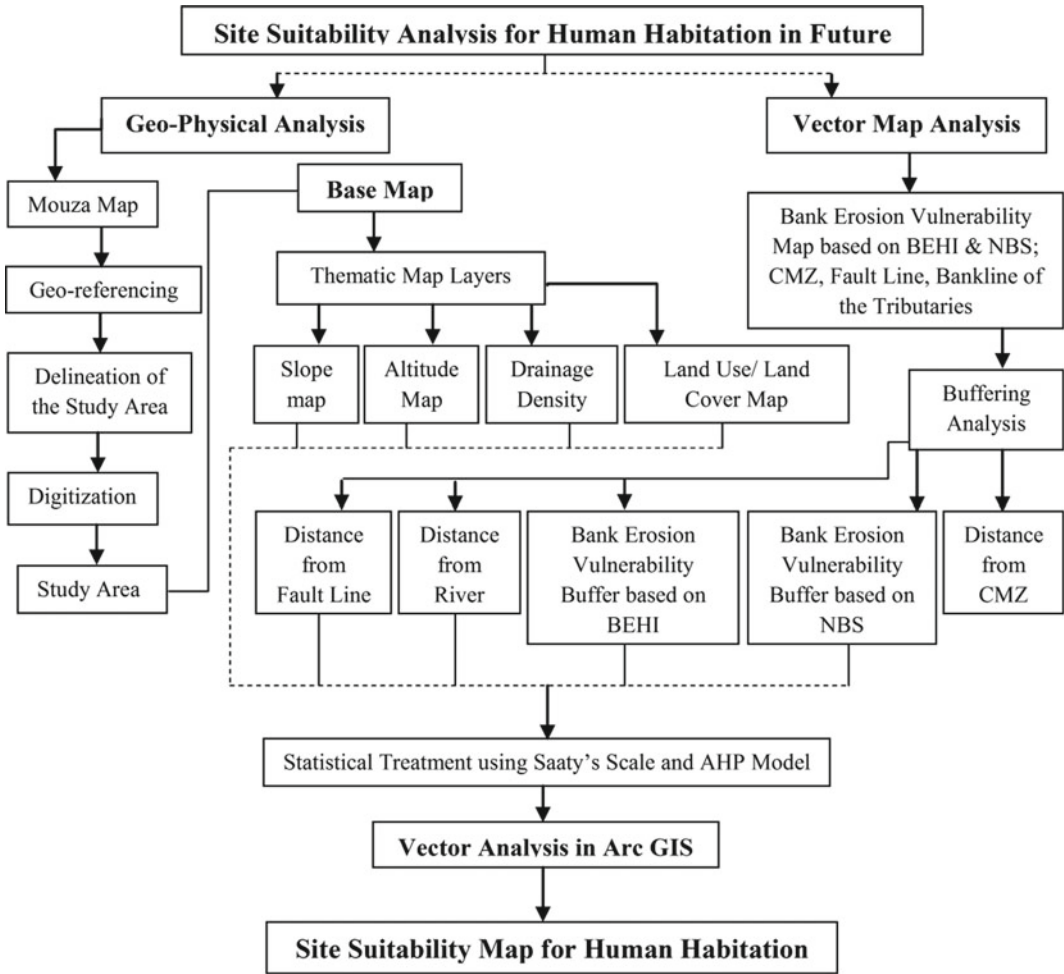 Site Suitability Analysis for Human Habitation in Future
Geo-Physical Analysis
Vector Map Analysis
Mouza Map
Geo-referencing
Delineation of
the Study Area
Digitization
Study Area
Base Map
Thematic Map Layers
Slope
map
Altitude
Map
Drainage
Density
Land Use/ Land
Cover Map
Bank Erosion Vulnerability
Map based on BEHI & NBS;
CMZ, Fault Line, Bankline of
the Tributaries
Buffering
Analysis
Distance
from
Fault Line
Distance
from
River
Bank Erosion
Vulnerability
Buffer based on
BEHI
Bank Erosion
Vulnerability
Buffer based on
NBS
Distance
from
CMZ
Statistical Treatment using Saaty's Scale and AHP Model
Vector Analysis in Arc GIS
Site Suitability Map for Human Habitation